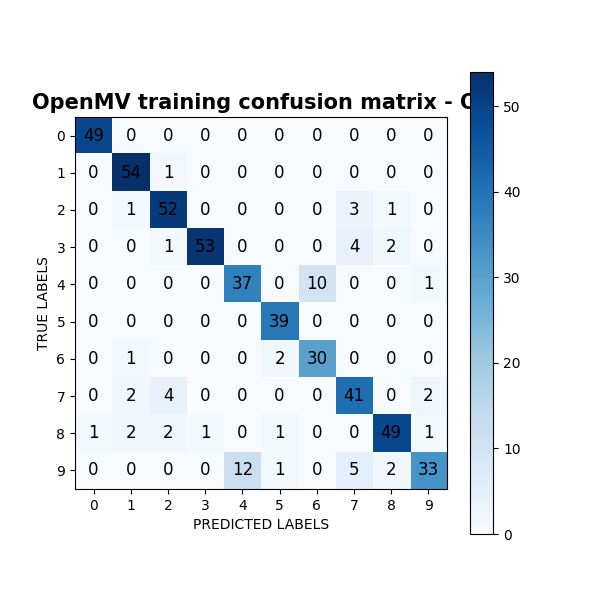 OpenMV training confusion matrix - 
0 49 0 0 0 0 0 0 0 0 0
1 0 54 1 0 0 0 0 0 0 0
2 0 1 52 0 0 0 0 3 1 0
3 0 0 1 53 0 0 0 4 2 0
4 0 0 0 0 37 0 10 0 0 1
5 0 0 0 0 0 39 0 0 0 0
6 0 1 0 0 0 2 30 0 0 0
7 0 2 4 0 0 0 0 41 0 2
8 1 2 2 1 0 1 0 0 49 1
9 0 0 0 0 12 1 0 5 2 33
0 1 2 3 4 5 6 7 8 9
PREDICTED LABELS
TRUE LABELS
50
40
30
20
10
0